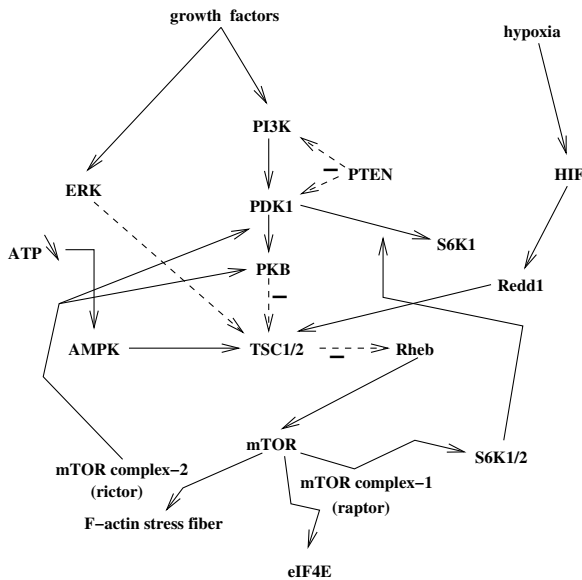 growth factors
hypoxia
PI3K
PTEN
HIF
ERK
PDK1
S6K1
ATP
PKB
Redd1
AMPK
TSC1/2
Rheb
mTOR
S6K1/2
mTOR complex-2
(rictor)
mTOR complex-1
(raptor)
F-actin stress fiber
eIF4E